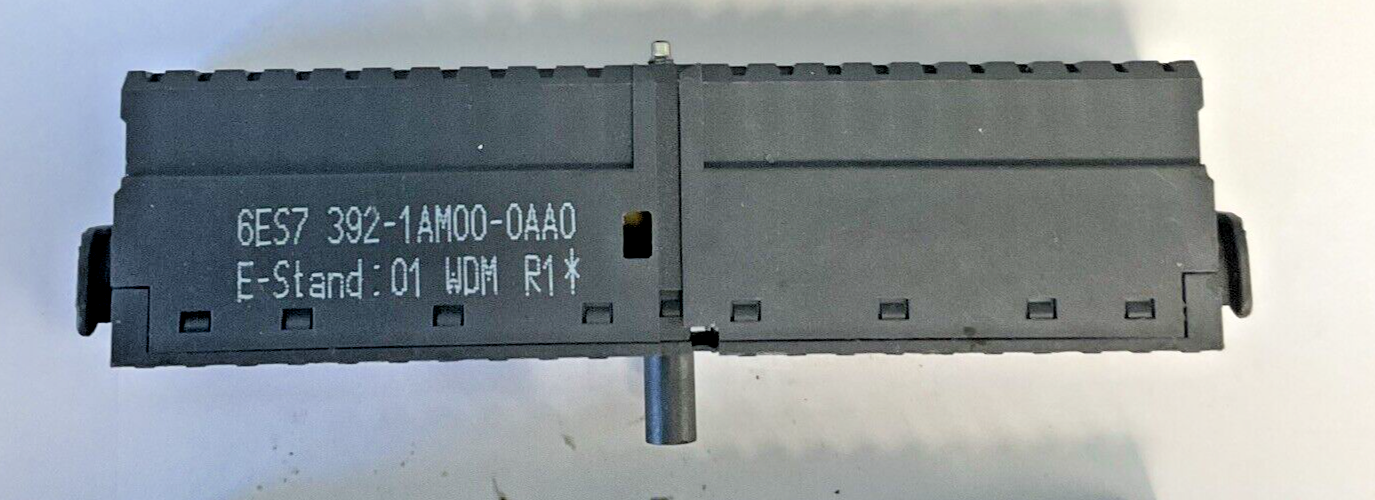 6ES7 392-1AM00-0AA0
E-Stand:01 WDM R1*